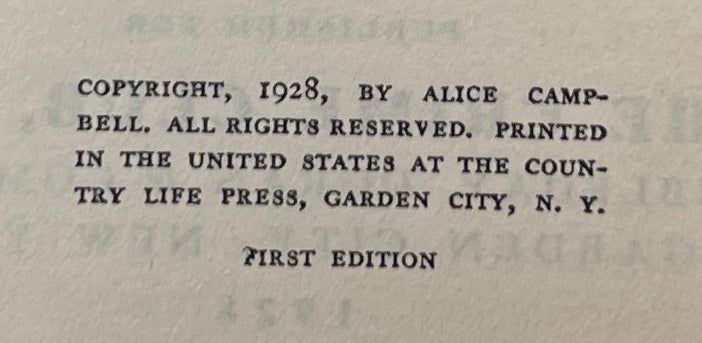 COPYRIGHT, 1928, BY ALICE CAMP-
BELL. ALL RIGHTS RESERVED. PRINTED
IN THE UNITED STATES AT THE COUN-
TRY LIFE PRESS, GARDEN CITY, N. Y.
FIRST EDITION